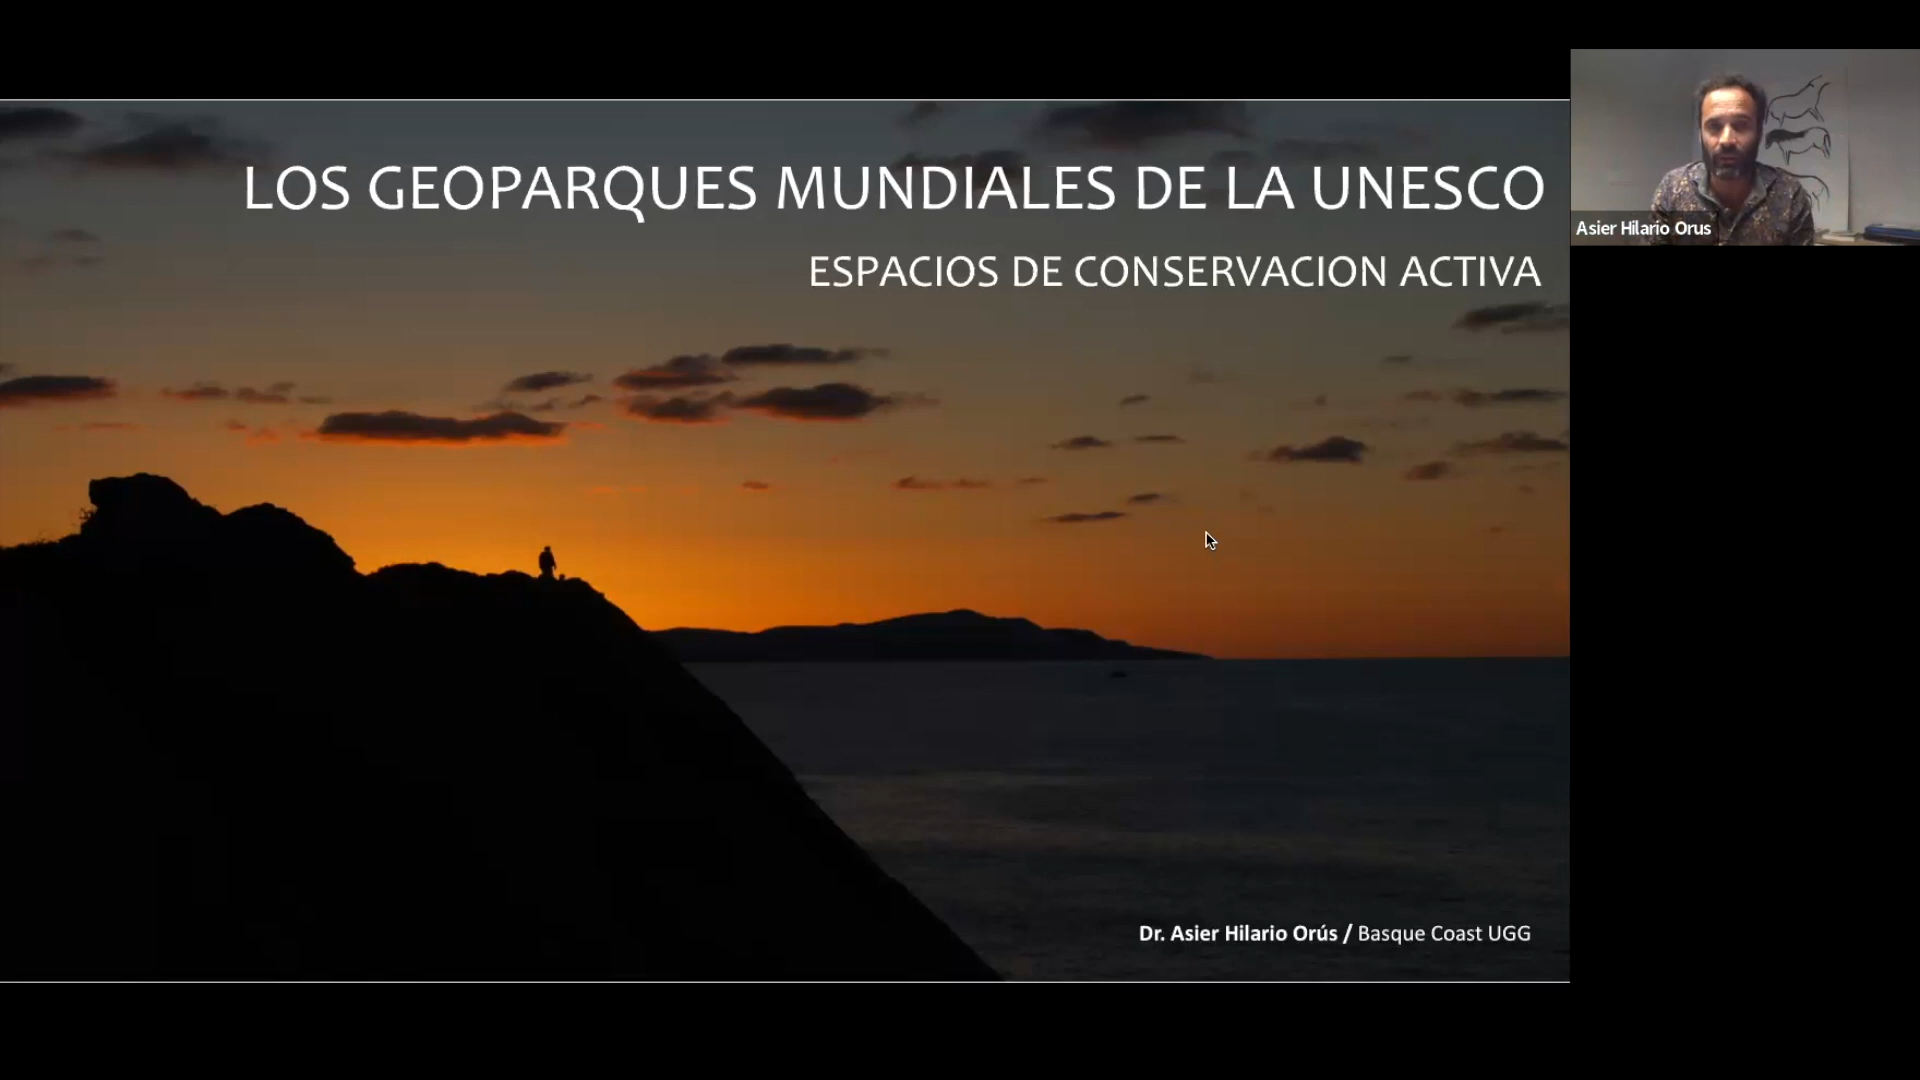 LOS GEOPARQUES MUNDIALES DE LA UNESCO
ESPACIOS DE CONSERVACION ACTIVA
Asier Hilario Orus
Dr. Asier Hilario Orús / Basque Coast UGG